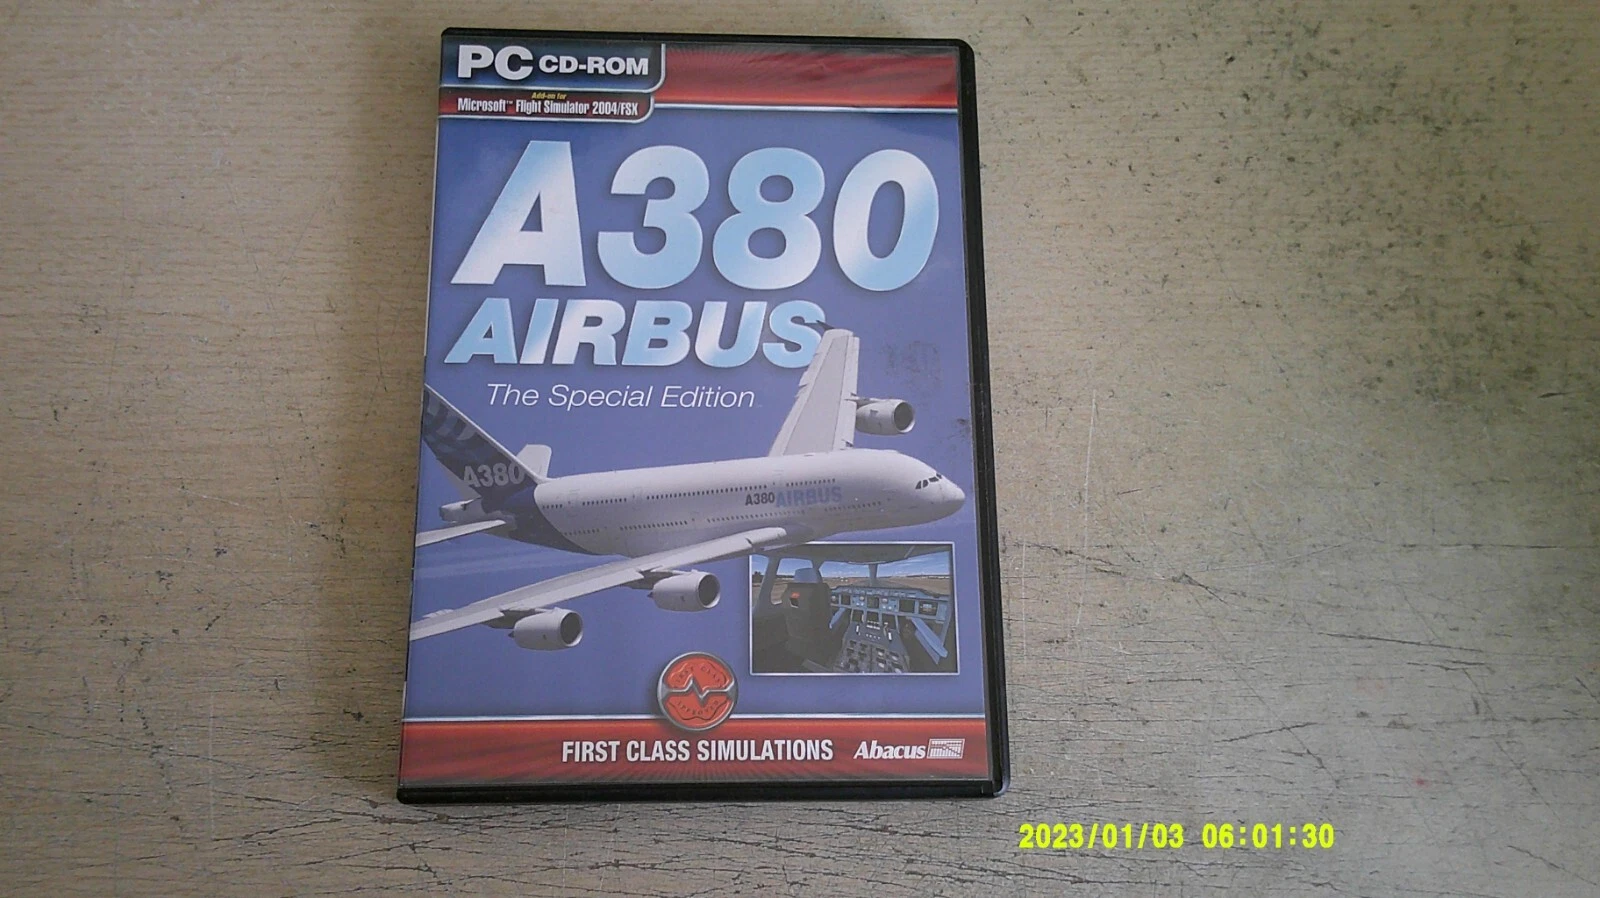 PC CD-ROM
Add-on for
Microsoft™ Flight Simulator 2004/FSX
A380
AIRBUS
The Special Edition
A380
A380 AIRBUS
FIRST CLASS SIMULATIONS Abacus
2023/01/03 06:01:30